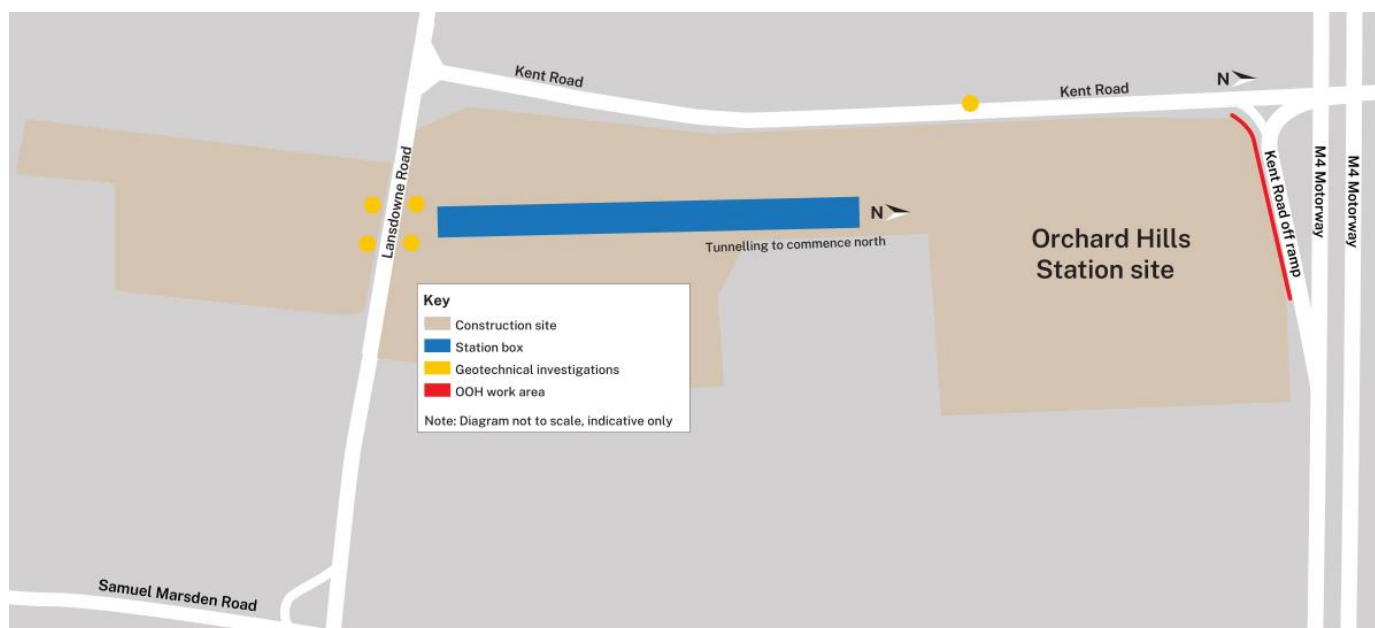 Kent Road
Kent Road
N
M4 Motorway
M4 Motorway
Kent Road off ramp
Lansdowne Road
N
Tunnelling to commence north
Orchard Hills
Station site
Key
Construction site
Station box
Geotechnical investigations
OOH work area
Note: Diagram not to scale, indicative only
Samuel Marsden Road